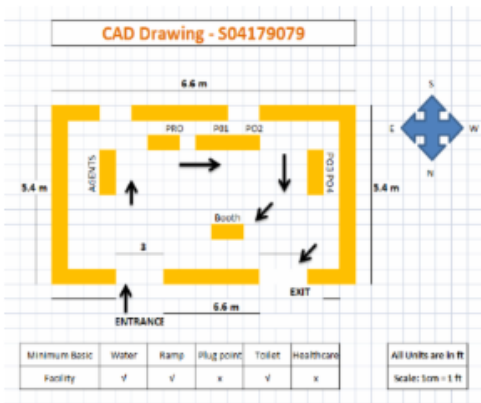 CAD Drawing - S04179079
6.6 m
S
E
W
N
PRO
P01
PO2
AGENTS
PO3 PO4
5.4 m
5.4 m
Booth
3
EXIT
6.6 m
ENTRANCE
Minimum Basic Water Ramp Plug point Toilet Healthcare
Facility √ √ x √ x
All Units are in ft
Scale: 1cm = 1 ft